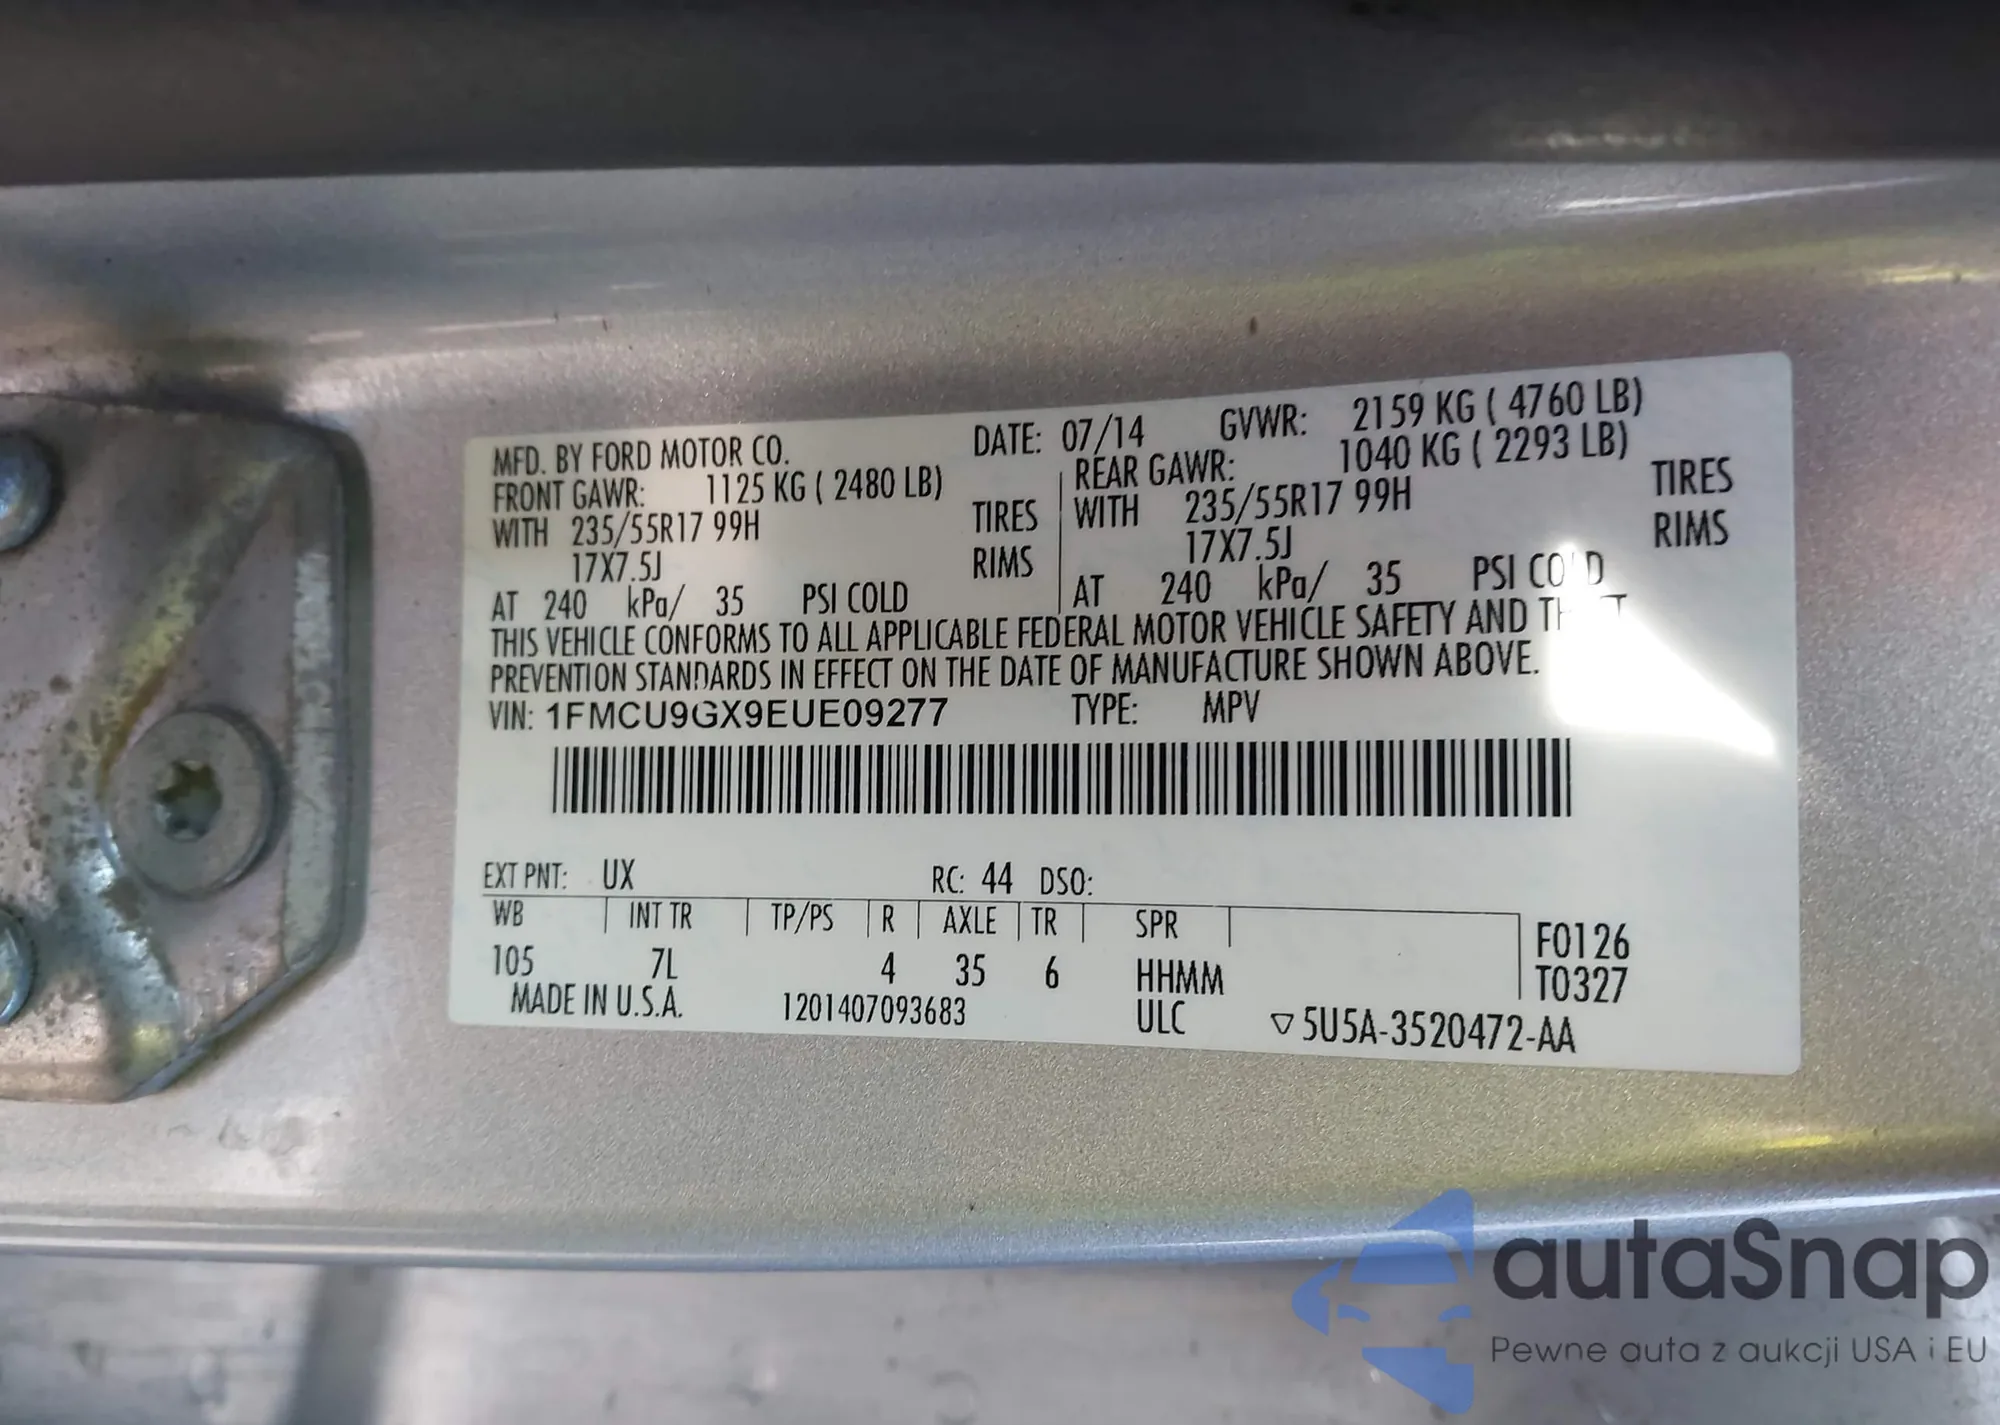 MFD. BY FORD MOTOR CO. DATE: 07/14 GVWR: 2159 KG ( 4760 LB)
FRONT GAWR: 1125 KG ( 2480 LB) REAR GAWR: 1040 KG ( 2293 LB)
WITH 235/55R17 99H TIRES WITH 235/55R17 99H TIRES
17X7.5J RIMS 17X7.5J RIMS
AT 240 kPa/ 35 PSI COLD AT 240 kPa/ 35 PSI COLD
THIS VEHICLE CONFORMS TO ALL APPLICABLE FEDERAL MOTOR VEHICLE SAFETY AND THEFT
PREVENTION STANDARDS IN EFFECT ON THE DATE OF MANUFACTURE SHOWN ABOVE.
VIN: 1FMCU9GX9EUE09277 TYPE: MPV
EXT PNT: UX RC: 44 DSO:
WB INT TR TP/PS R AXLE TR SPR F0126
105 7L 4 35 6 HHMM T0327
MADE IN U.S.A. 1201407093683 ULC ▽5U5A-3520472-AA
autaSnap
Pewne auta z aukcji USA i EU